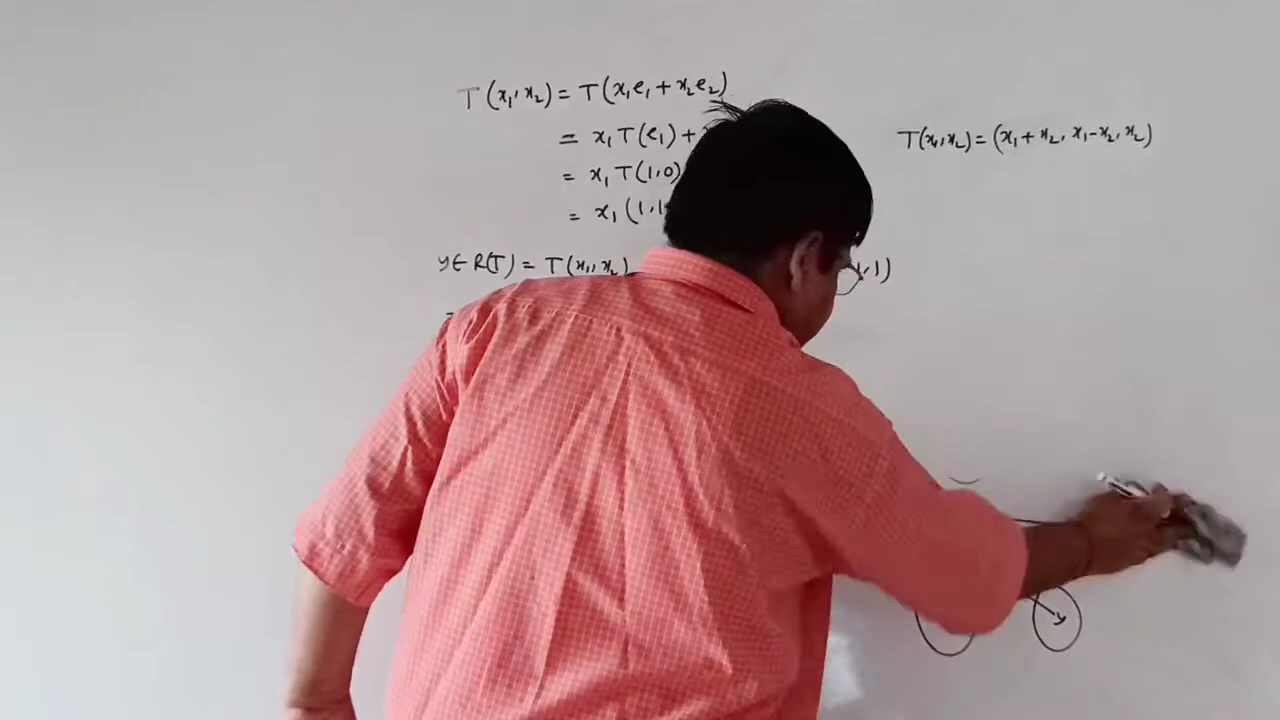 T(x₁, x₂) = T(x₁e₁ + x₂e₂)
= x₁T(e₁) +
= x₁T(1,0)
= x₁(1,1
y ∈ R(T) = T(x₁, x₂) ,1)
=
T(x₁, x₂) = (x₁ + x₂, x₁ - x₂, x₂)